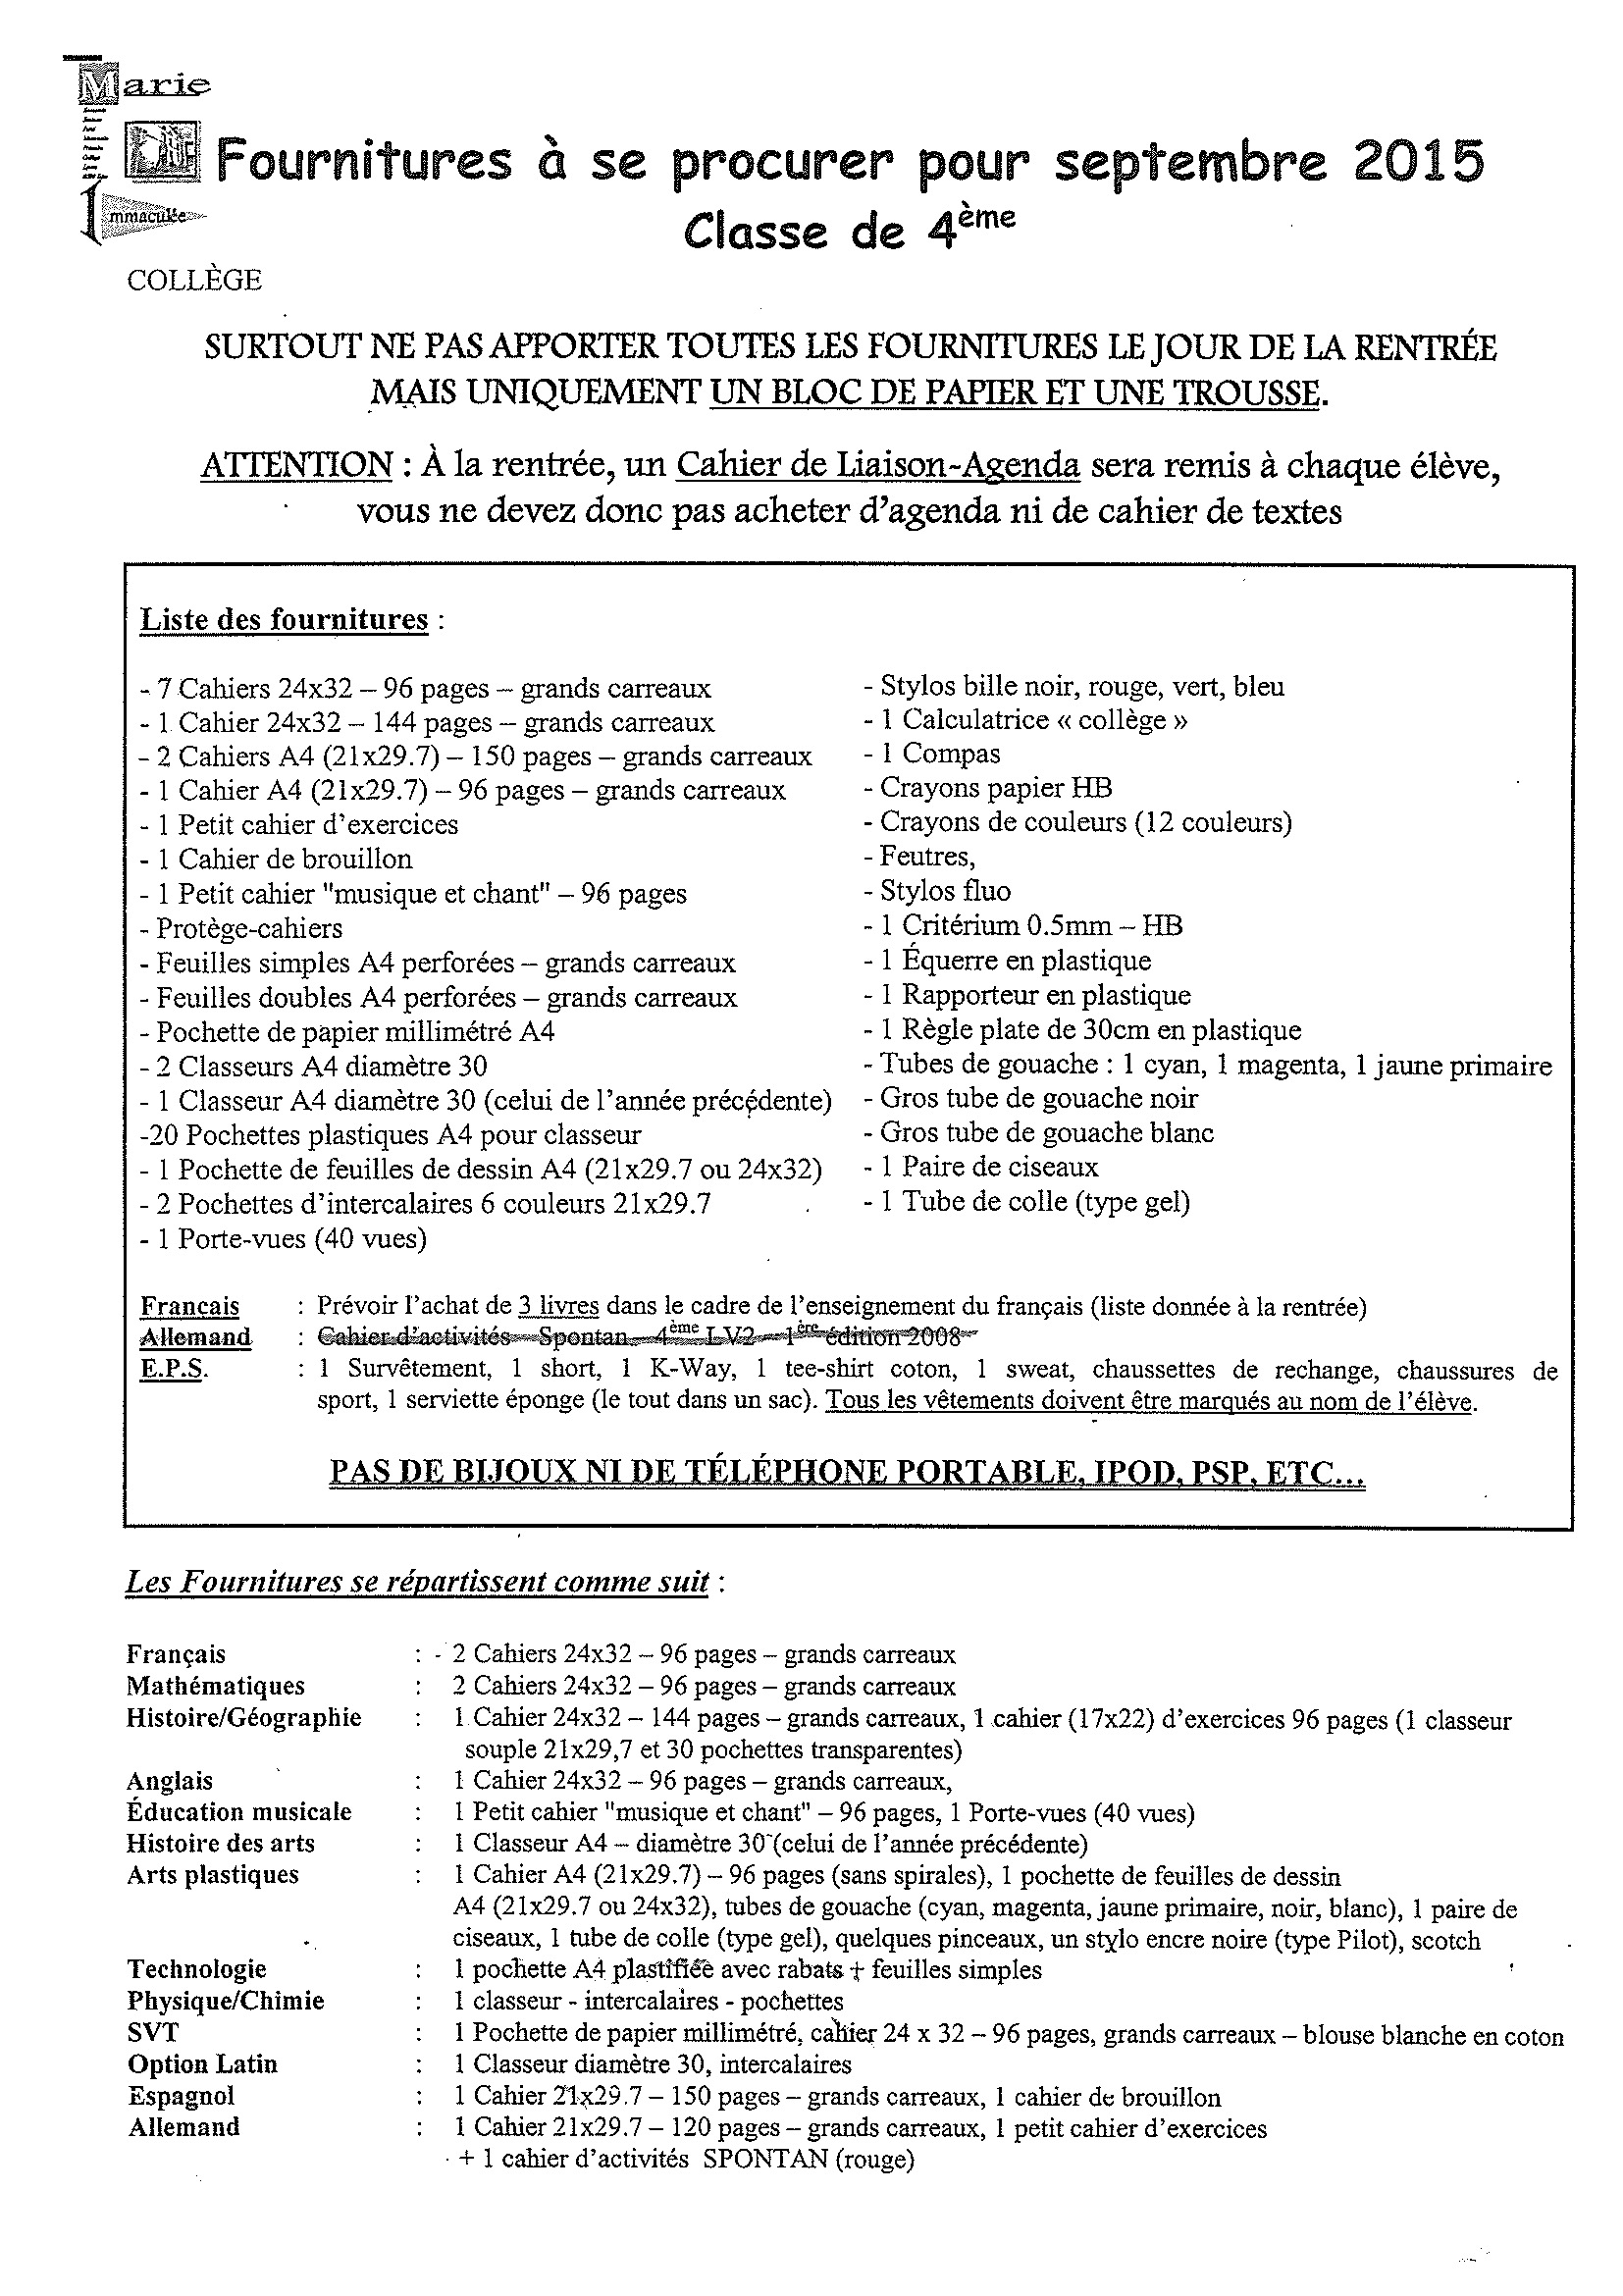 Marie
Immaculée
Fournitures à se procurer pour septembre 2015
Classe de 4ème
COLLÈGE
SURTOUT NE PAS APPORTER TOUTES LES FOURNITURES LE JOUR DE LA RENTRÉE
MAIS UNIQUEMENT UN BLOC DE PAPIER ET UNE TROUSSE.
ATTENTION : À la rentrée, un Cahier de Liaison-Agenda sera remis à chaque élève,
vous ne devez donc pas acheter d'agenda ni de cahier de textes
Liste des fournitures :
- 7 Cahiers 24x32 – 96 pages – grands carreaux
- 1 Cahier 24x32 – 144 pages – grands carreaux
- 2 Cahiers A4 (21x29.7) – 150 pages – grands carreaux
- 1 Cahier A4 (21x29.7) – 96 pages – grands carreaux
- 1 Petit cahier d'exercices
- 1 Cahier de brouillon
- 1 Petit cahier "musique et chant" – 96 pages
- Protège-cahiers
- Feuilles simples A4 perforées – grands carreaux
- Feuilles doubles A4 perforées – grands carreaux
- Pochette de papier millimétré A4
- 2 Classeurs A4 diamètre 30
- 1 Classeur A4 diamètre 30 (celui de l'année précédente)
-20 Pochettes plastiques A4 pour classeur
- 1 Pochette de feuilles de dessin A4 (21x29.7 ou 24x32)
- 2 Pochettes d'intercalaires 6 couleurs 21x29.7
- 1 Porte-vues (40 vues)
- Stylos bille noir, rouge, vert, bleu
- 1 Calculatrice « collège »
- 1 Compas
- Crayons papier HB
- Crayons de couleurs (12 couleurs)
- Feutres,
- Stylos fluo
- 1 Critérium 0.5mm – HB
- 1 Équerre en plastique
- 1 Rapporteur en plastique
- 1 Règle plate de 30cm en plastique
- Tubes de gouache : 1 cyan, 1 magenta, 1 jaune primaire
- Gros tube de gouache noir
- Gros tube de gouache blanc
- 1 Paire de ciseaux
- 1 Tube de colle (type gel)
Français : Prévoir l'achat de 3 livres dans le cadre de l'enseignement du français (liste donnée à la rentrée)
Allemand : Cahier d'activités – Spontan – 4ème LV2 – 1ère édition 2008
E.P.S. : 1 Survêtement, 1 short, 1 K-Way, 1 tee-shirt coton, 1 sweat, chaussettes de rechange, chaussures de
sport, 1 serviette éponge (le tout dans un sac). Tous les vêtements doivent être marqués au nom de l'élève.
PAS DE BIJOUX NI DE TÉLÉPHONE PORTABLE, IPOD, PSP, ETC...
Les Fournitures se répartissent comme suit :
Français : - 2 Cahiers 24x32 – 96 pages – grands carreaux
Mathématiques : 2 Cahiers 24x32 – 96 pages – grands carreaux
Histoire/Géographie : 1 Cahier 24x32 – 144 pages – grands carreaux, 1 cahier (17x22) d'exercices 96 pages (1 classeur
souple 21x29,7 et 30 pochettes transparentes)
Anglais : 1 Cahier 24x32 – 96 pages – grands carreaux,
Éducation musicale : 1 Petit cahier "musique et chant" – 96 pages, 1 Porte-vues (40 vues)
Histoire des arts : 1 Classeur A4 – diamètre 30 (celui de l'année précédente)
Arts plastiques : 1 Cahier A4 (21x29.7) – 96 pages (sans spirales), 1 pochette de feuilles de dessin
A4 (21x29.7 ou 24x32), tubes de gouache (cyan, magenta, jaune primaire, noir, blanc), 1 paire de
ciseaux, 1 tube de colle (type gel), quelques pinceaux, un stylo encre noire (type Pilot), scotch
Technologie : 1 pochette A4 plastifiée avec rabats + feuilles simples
Physique/Chimie : 1 classeur - intercalaires - pochettes
SVT : 1 Pochette de papier millimétré, cahier 24 x 32 – 96 pages, grands carreaux – blouse blanche en coton
Option Latin : 1 Classeur diamètre 30, intercalaires
Espagnol : 1 Cahier 21x29.7 – 150 pages – grands carreaux, 1 cahier de brouillon
Allemand : 1 Cahier 21x29.7 – 120 pages – grands carreaux, 1 petit cahier d'exercices
+ 1 cahier d'activités SPONTAN (rouge)